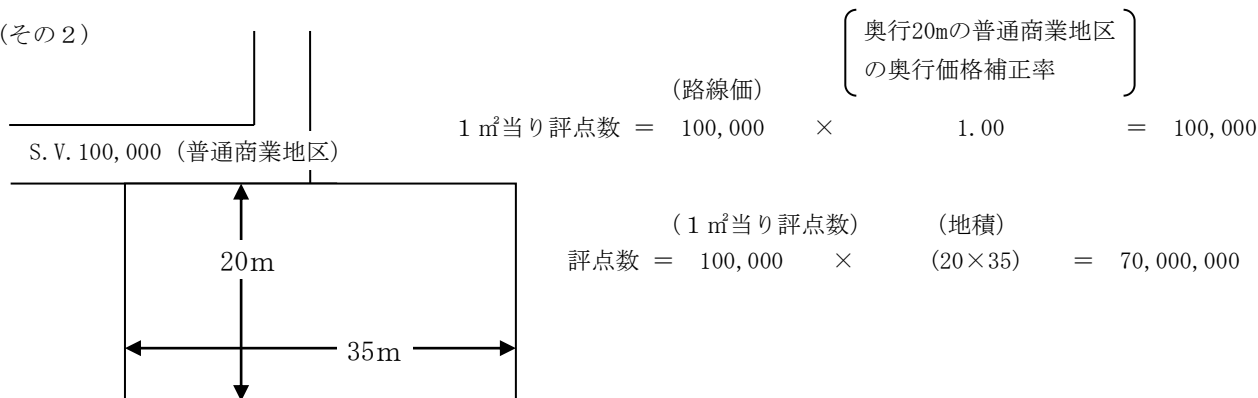 (その２)
奥行20mの普通商業地区
の奥行価格補正率
(路線価)
１㎡当り評点数 ＝ 100,000 × 1.00 ＝ 100,000
S.V.100,000 (普通商業地区)
(１㎡当り評点数) (地積)
評点数 ＝ 100,000 × (20×35) ＝ 70,000,000
20m
35m